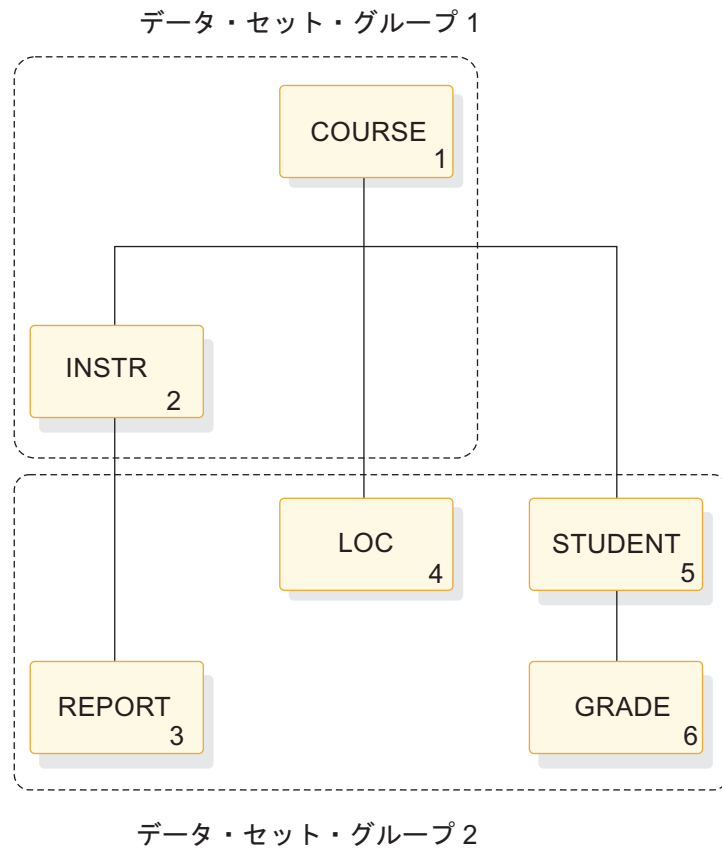 データ・セット・グループ 1
COURSE
1
INSTR
2
LOC
4
STUDENT
5
REPORT
3
GRADE
6
データ・セット・グループ 2